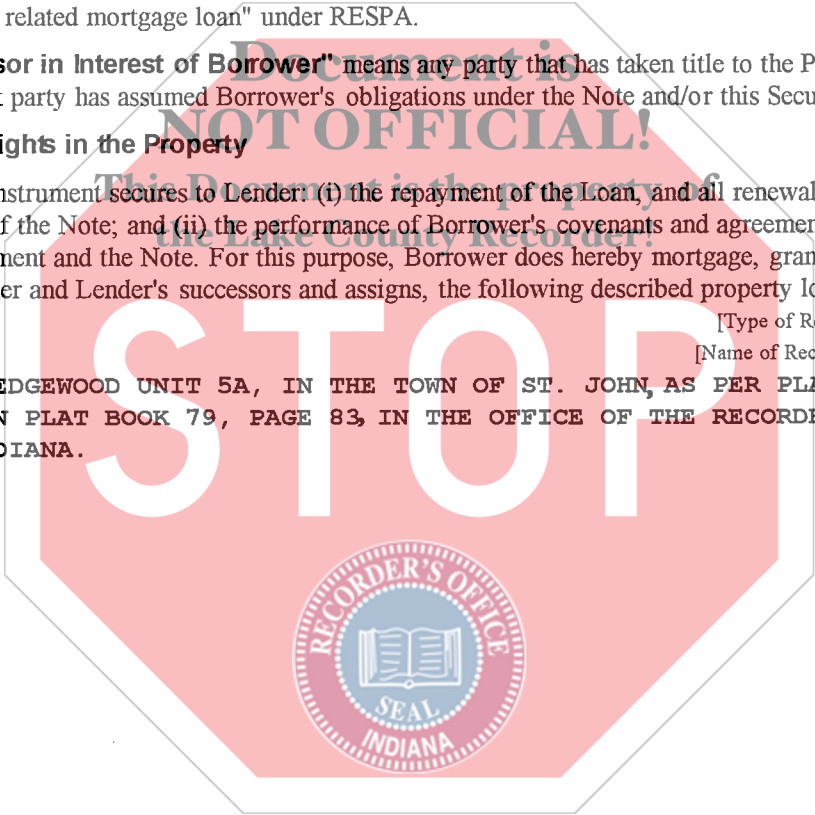 related mortgage loan" under RESPA.
sor in Interest of Borrower" means any party that has taken title to the P
t party has assumed Borrower's obligations under the Note and/or this Secu
Document is
NOT OFFICIAL!
This Document is the property of
the Lake County Recorder!
ights in the Property
nstrument secures to Lender: (i) the repayment of the Loan, and all renewal
f the Note; and (ii) the performance of Borrower's covenants and agreemen
ment and the Note. For this purpose, Borrower does hereby mortgage, gran
er and Lender's successors and assigns, the following described property lo
[Type of Re
[Name of Rec
EDGEWOOD UNIT 5A, IN THE TOWN OF ST. JOHN, AS PER PLA
N PLAT BOOK 79, PAGE 83, IN THE OFFICE OF THE RECORDE
DIANA.
STOP
RECORDER'S OFFICE
SEAL
INDIANA